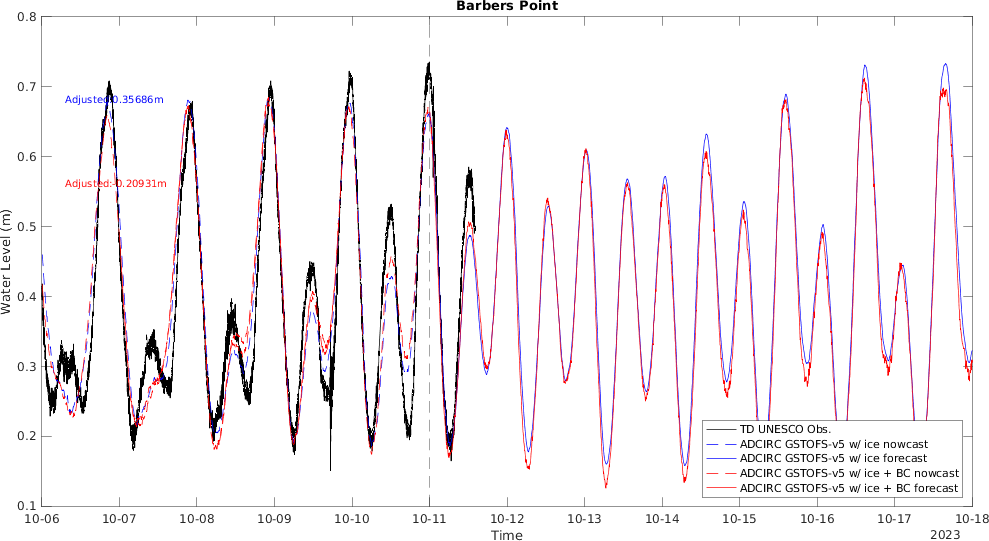 Barbers Point
0.8
0.7
0.6
0.5
0.4
0.3
0.2
0.1
Water Level (m)
Adjusted:0.35686m
Adjusted:-0.20931m
TD UNESCO Obs.
ADCIRC GSTOFS-v5 w/ ice nowcast
ADCIRC GSTOFS-v5 w/ ice forecast
ADCIRC GSTOFS-v5 w/ ice + BC nowcast
ADCIRC GSTOFS-v5 w/ ice + BC forecast
10-06 10-07 10-08 10-09 10-10 10-11 10-12 10-13 10-14 10-15 10-16 10-17 10-18
Time
2023